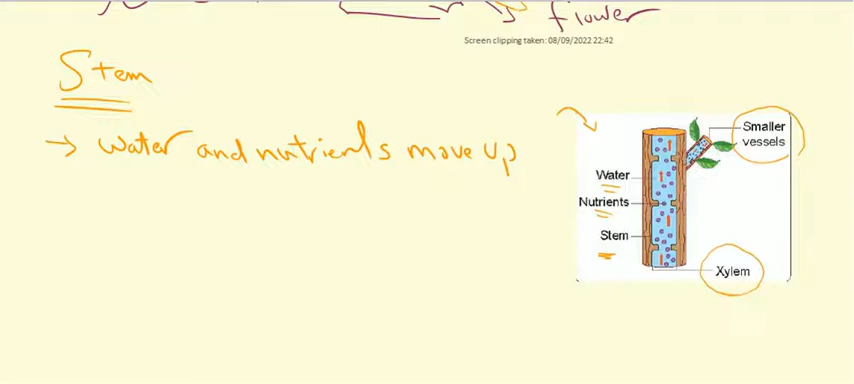 flower
Screen clipping taken: 08/09/2022 22:42
Stem
→ water and nutrients move up
Smaller
vessels
Water
Nutrients
Stem
Xylem